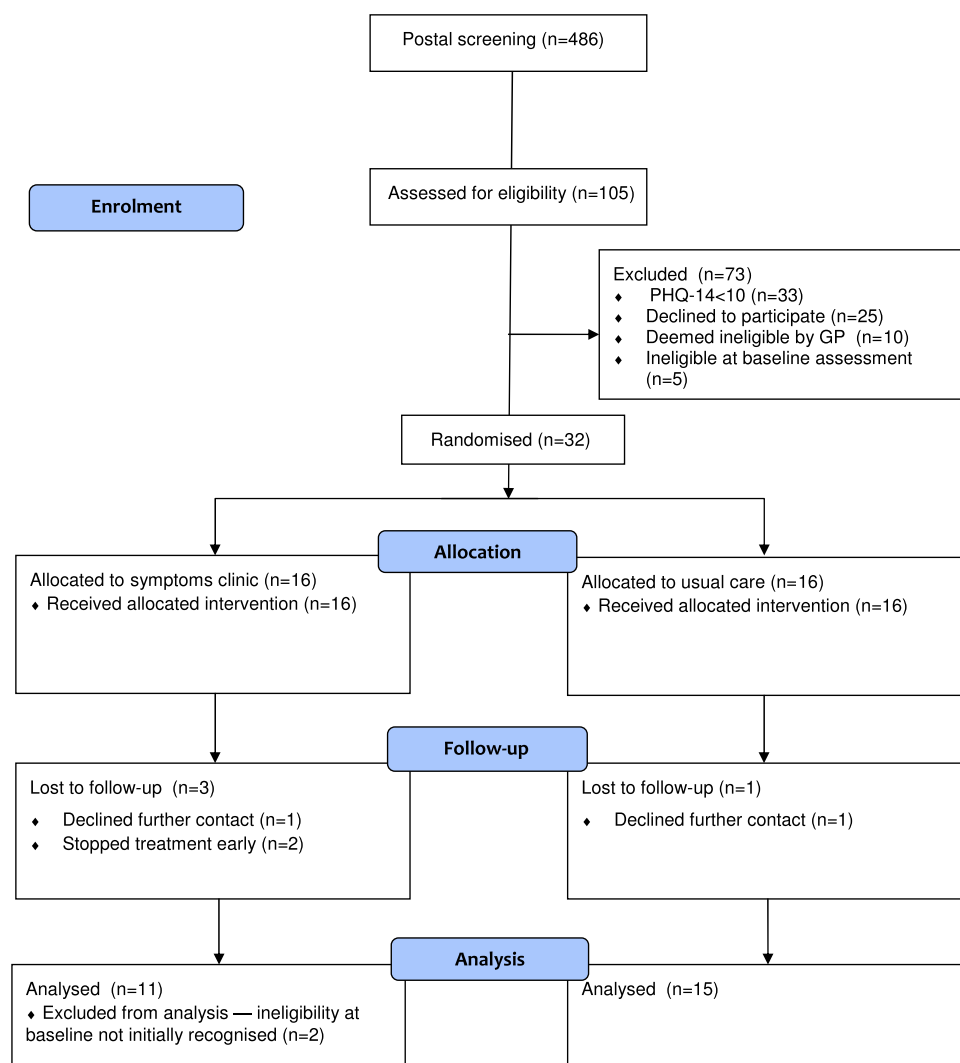 Postal screening (n=486)
Assessed for eligibility (n=105)
Enrolment
Excluded (n=73)
♦ PHQ-14<10 (n=33)
♦ Declined to participate (n=25)
♦ Deemed ineligible by GP (n=10)
♦ Ineligible at baseline assessment
(n=5)
Randomised (n=32)
Allocation
Allocated to symptoms clinic (n=16)
♦ Received allocated intervention (n=16)
Allocated to usual care (n=16)
♦ Received allocated intervention (n=16)
Follow-up
Lost to follow-up (n=3)
♦ Declined further contact (n=1)
♦ Stopped treatment early (n=2)
Lost to follow-up (n=1)
♦ Declined further contact (n=1)
Analysis
Analysed (n=11)
♦ Excluded from analysis — ineligibility at
baseline not initially recognised (n=2)
Analysed (n=15)